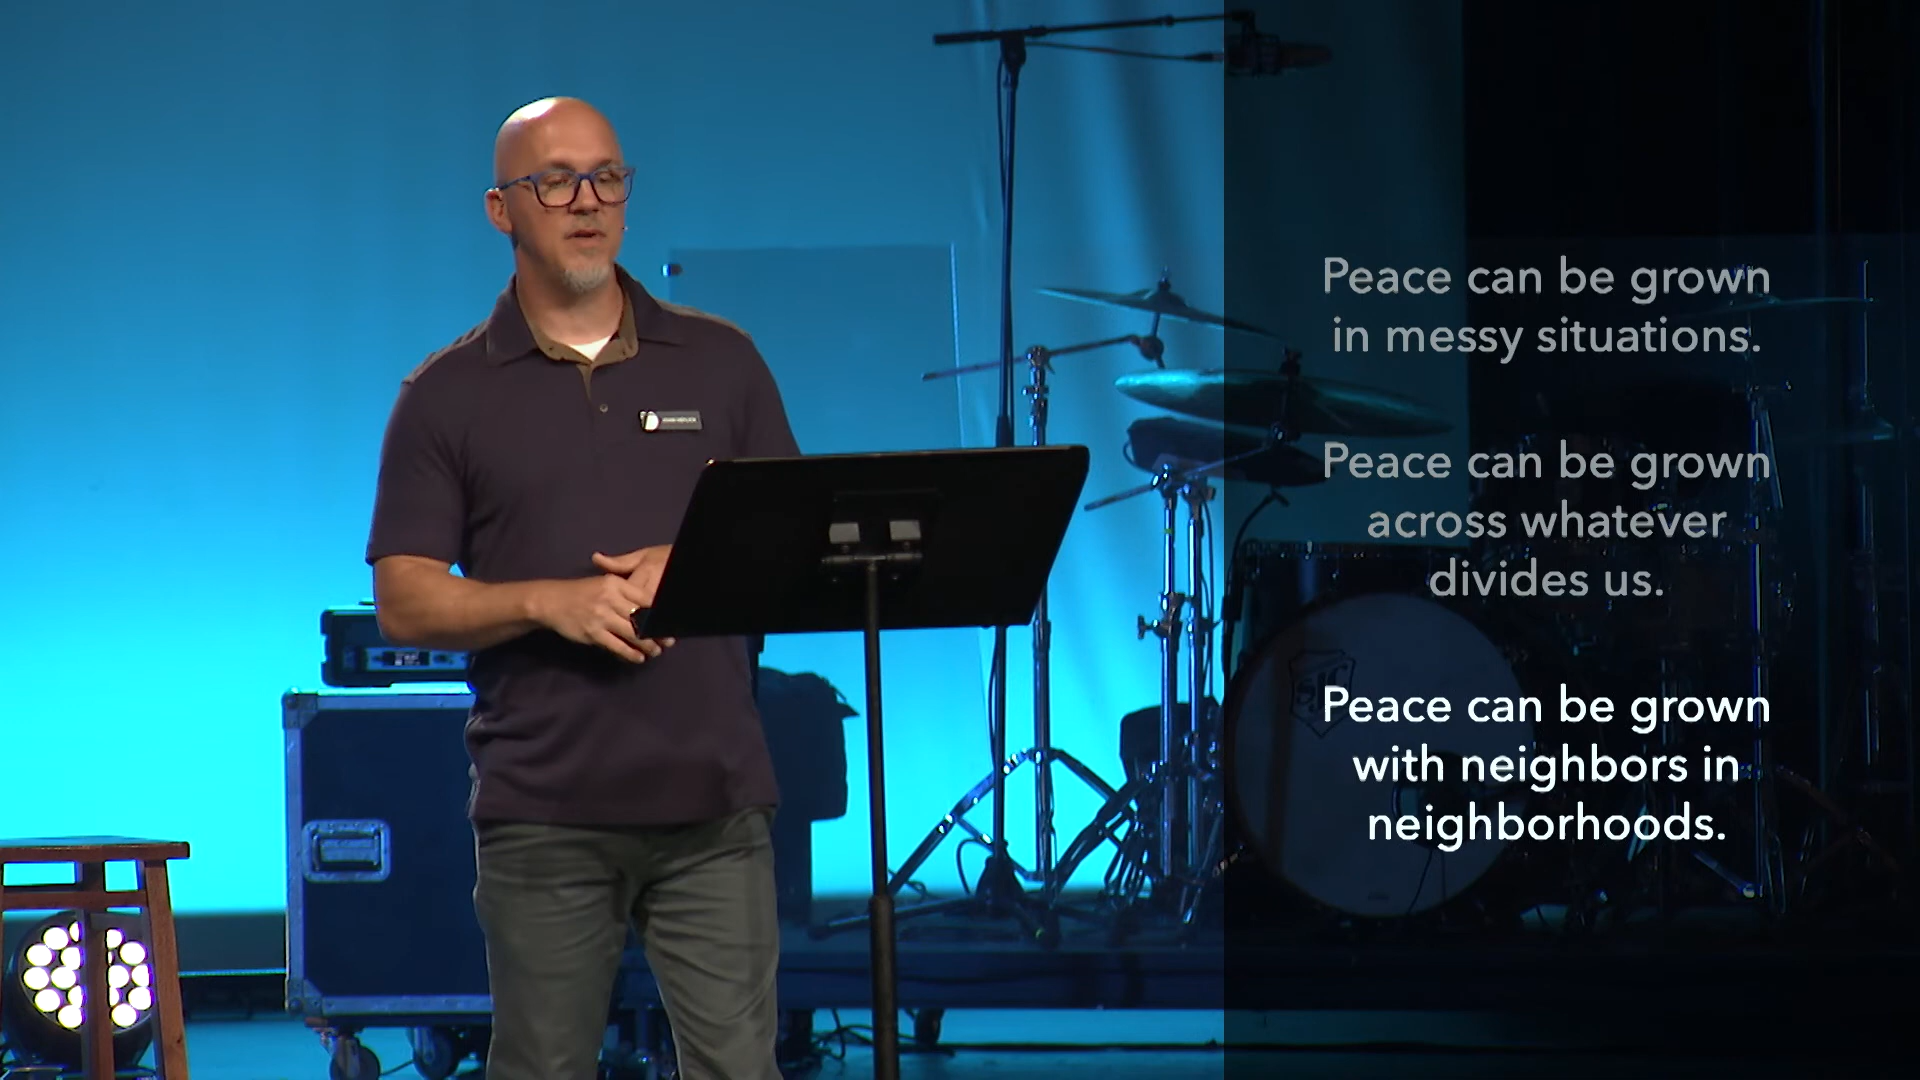 Peace can be grown
in messy situations.
Peace can be grown
across whatever
divides us.
Peace can be grown
with neighbors in
neighborhoods.
SJC